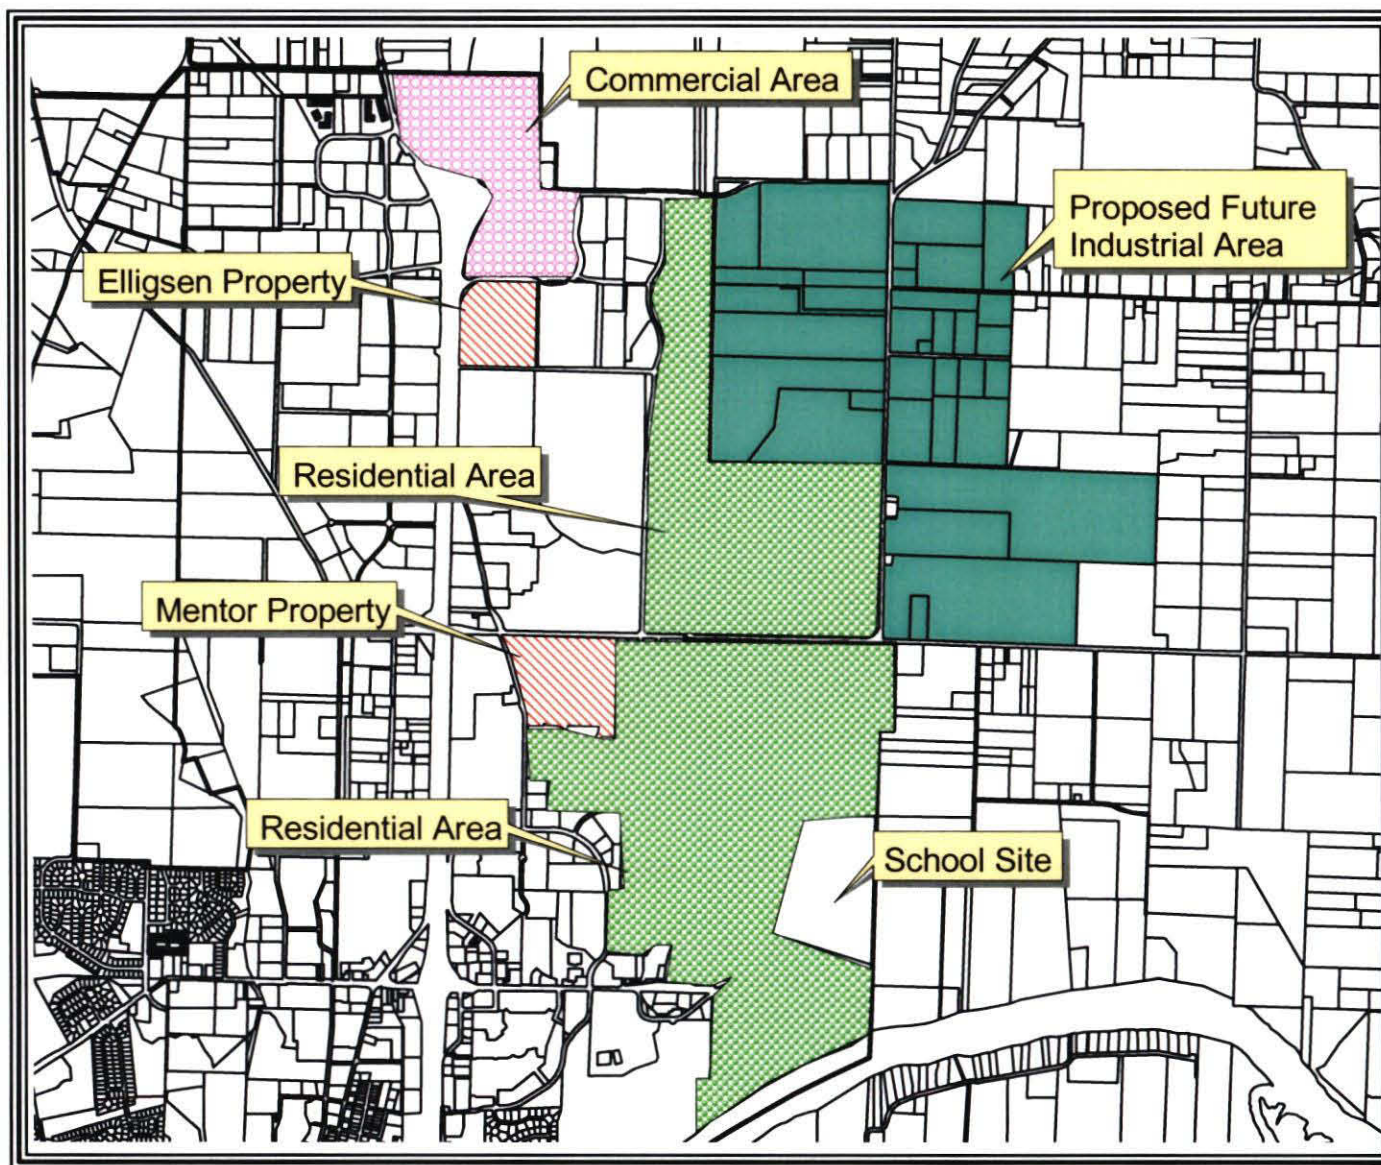 Commercial Area
Proposed Future
Industrial Area
Elligsen Property
Residential Area
Mentor Property
Residential Area
School Site